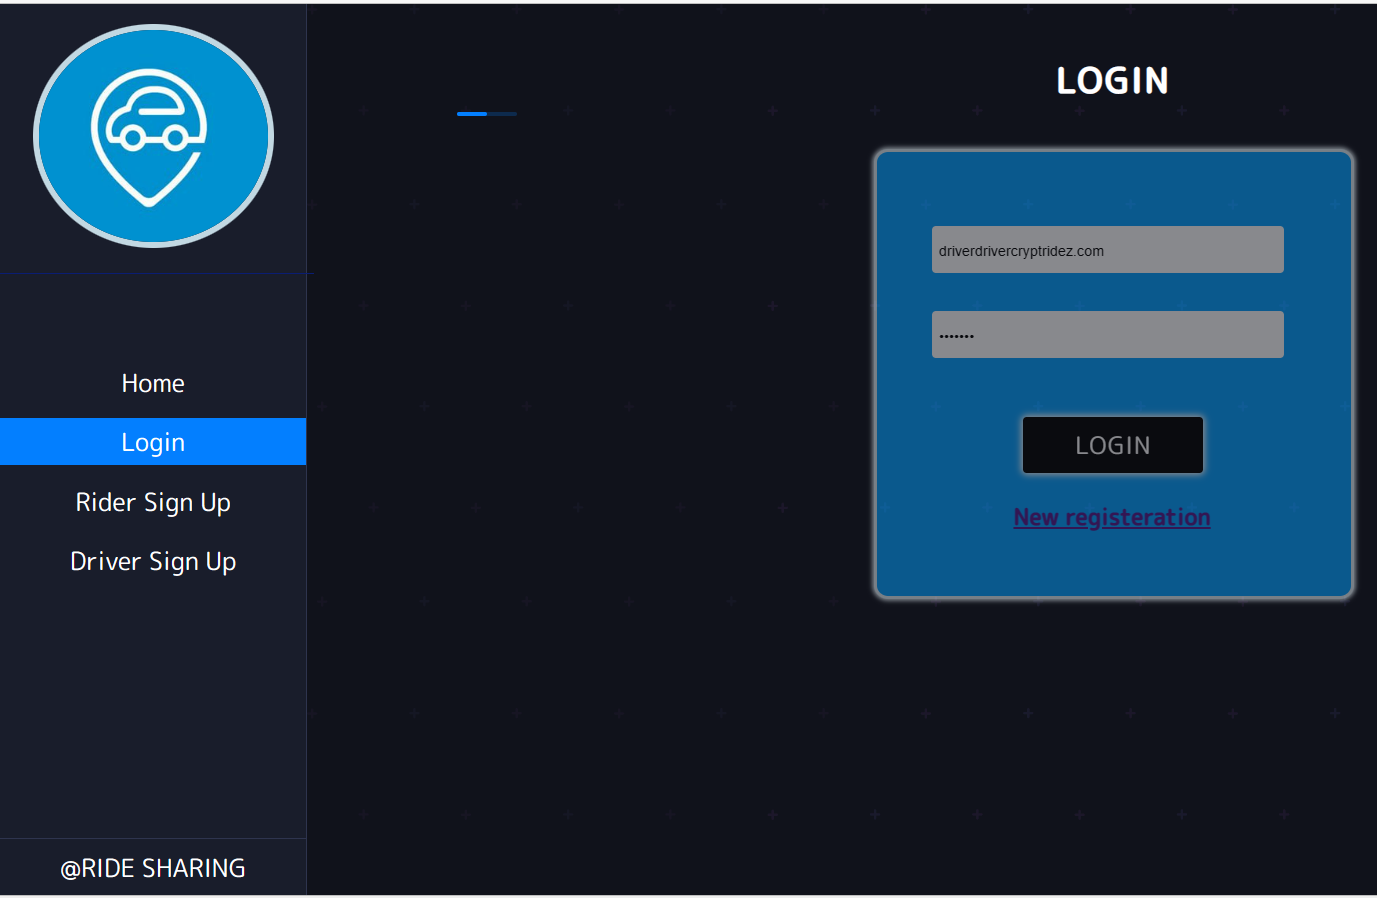 Home
Login
Rider Sign Up
Driver Sign Up
@RIDE SHARING
LOGIN
driverdrivercryptridez.com
•••••••
LOGIN
New registeration